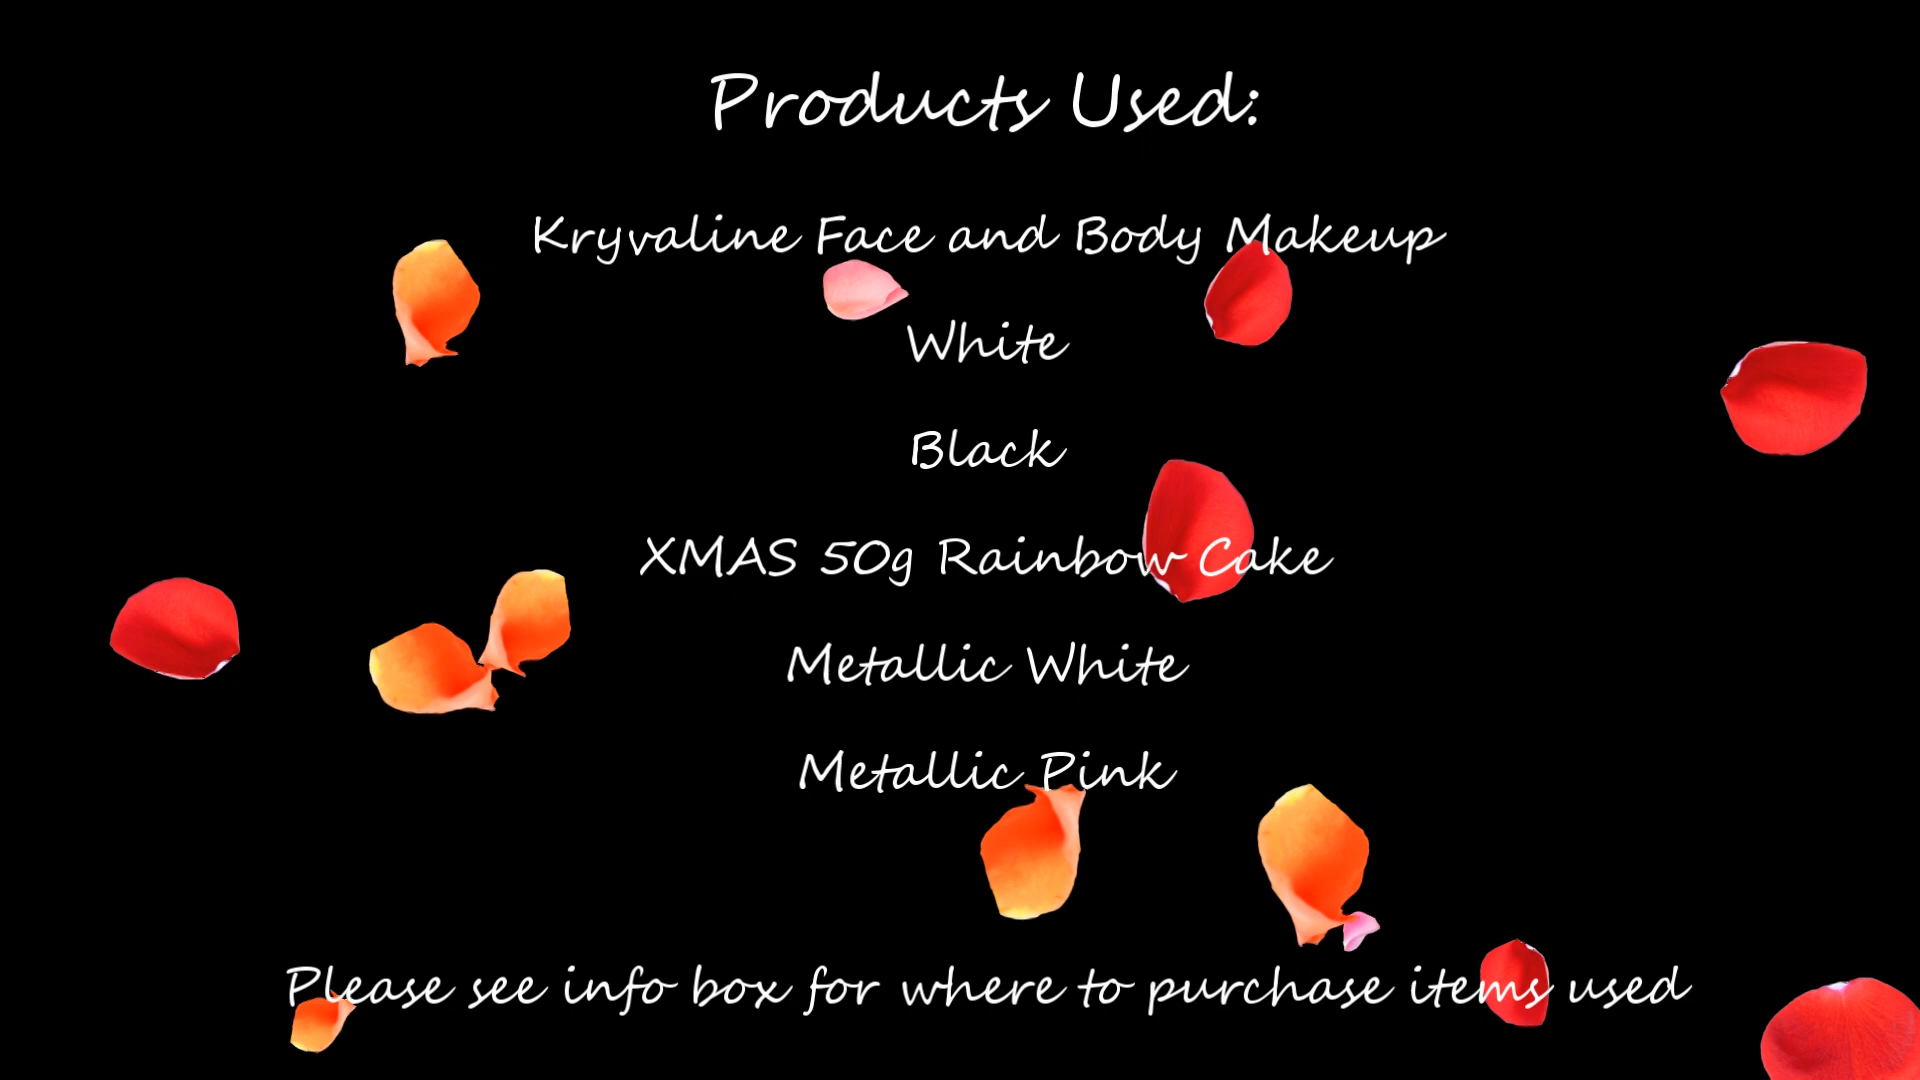 Products Used:
Kryvaline Face and Body Makeup
White
Black
XMAS 50g Rainbow Cake
Metallic White
Metallic Pink
Please see info box for where to purchase items used